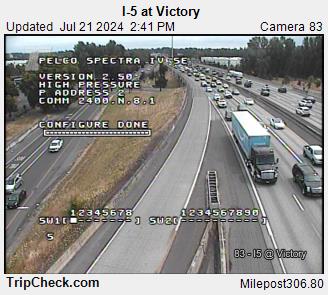 I-5 at Victory
Updated Jul 21 2024 2:41 PM Camera 83
PELCO SPECTRA IV SE
VERSION 2.50
HIGH PRESSURE
P ADDRESS 2
COMM 2400,N,8,1
CONFIGURE DONE
12345678 1234567890
SW1[ ] SW2[ ]
S
83 - I5 @ Victory
TripCheck.com Milepost306.80